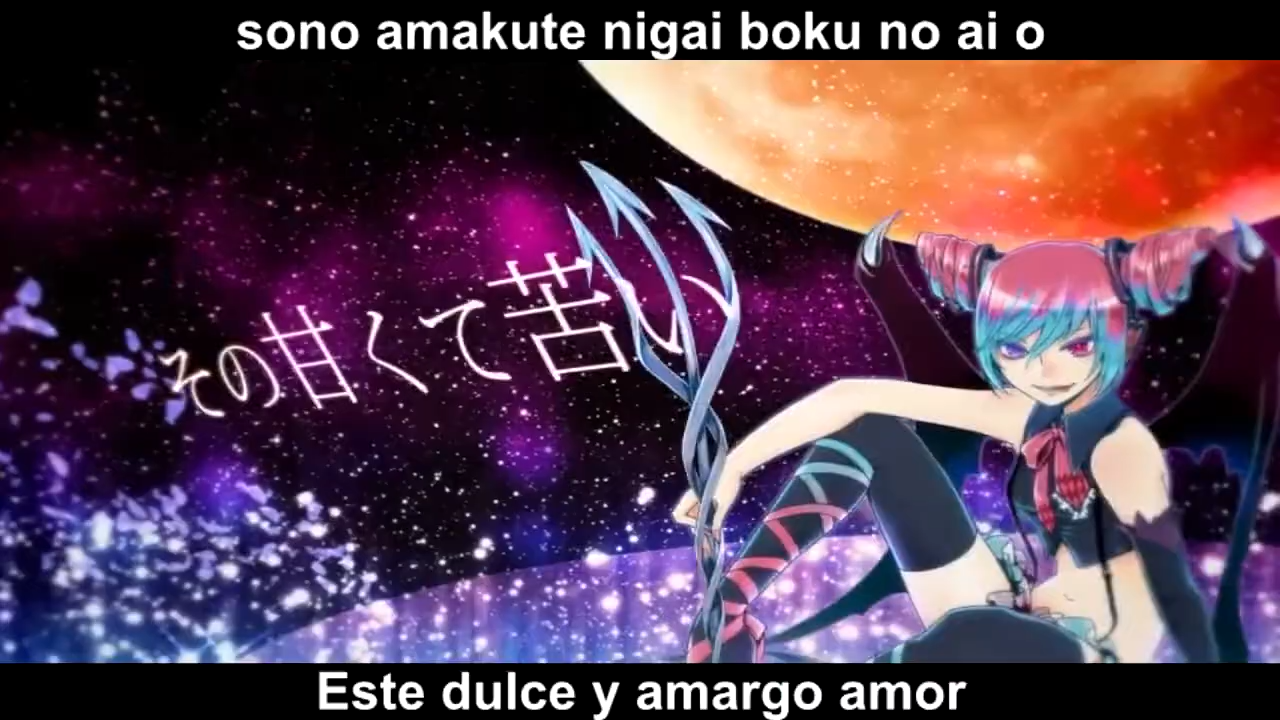 sono amakute nigai boku no ai o
その甘くて苦い
Este dulce y amargo amor